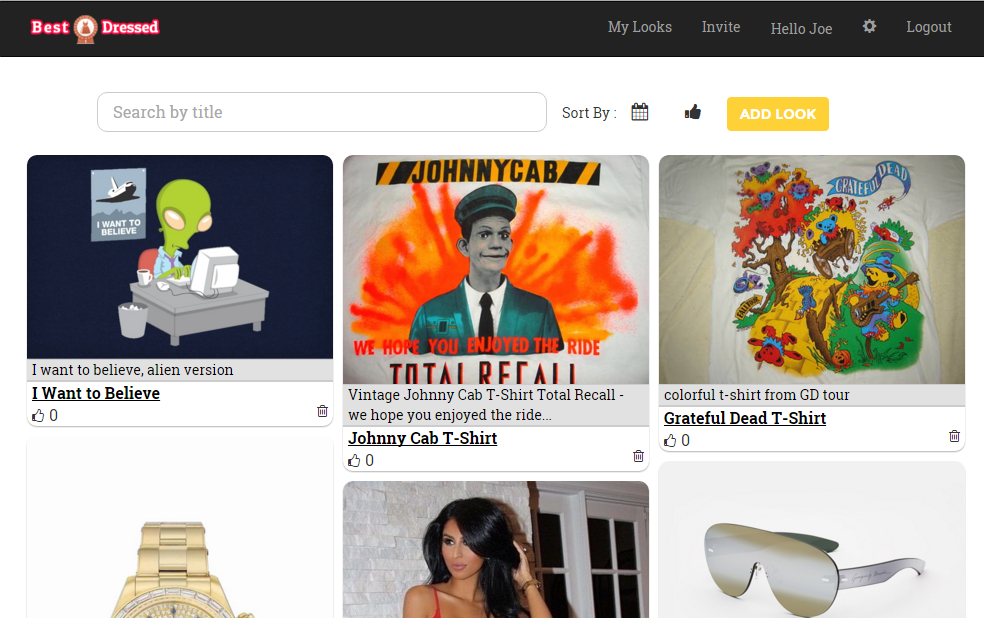 Best Dressed
My Looks Invite Hello Joe Logout
Search by title
Sort By :
ADD LOOK
I WANT TO
BELIEVE
I want to believe, alien version
I Want to Believe
0
JOHNNYCAB
WE HOPE YOU ENJOYED THE RIDE
TOTAL RECALL
Vintage Johnny Cab T-Shirt Total Recall -
we hope you enjoyed the ride...
Johnny Cab T-Shirt
0
GRATEFUL DEAD
colorful t-shirt from GD tour
Grateful Dead T-Shirt
0